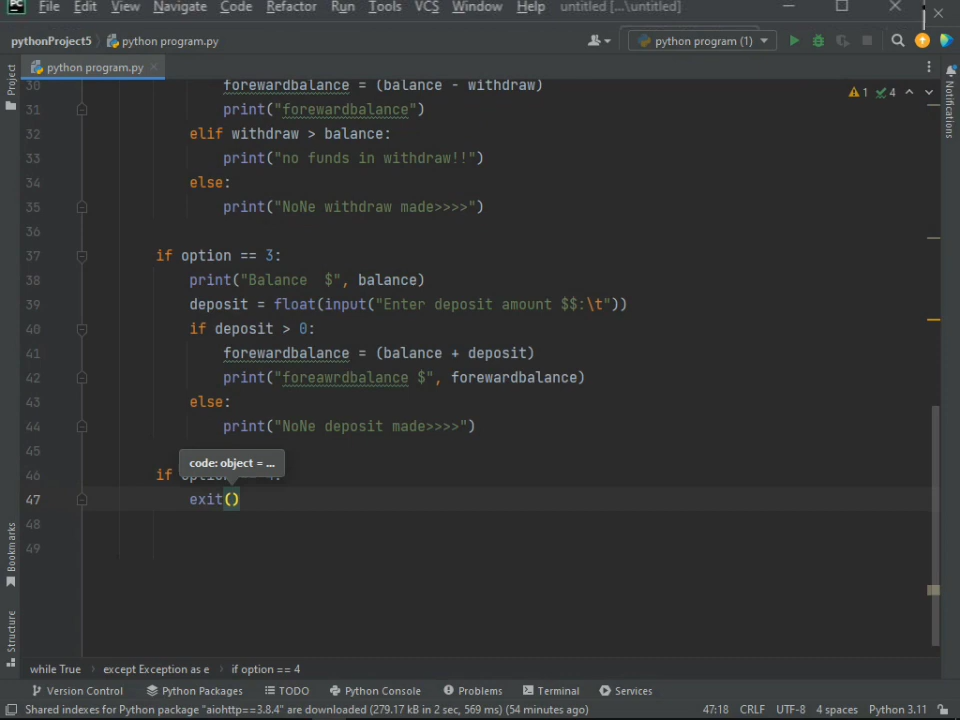 File Edit View Navigate Code Refactor Run Tools VCS Window Help untitled [...\untitled]
pythonProject5 python program.py python program (1)
python program.py
30 forewardbalance = (balance - withdraw)
31 print("forewardbalance")
32 elif withdraw > balance:
33 print("no funds in withdraw!!")
34 else:
35 print("NoNe withdraw made>>>>")
36
37 if option == 3:
38 print("Balance  $", balance)
39 deposit = float(input("Enter deposit amount $$:\t"))
40 if deposit > 0:
41 forewardbalance = (balance + deposit)
42 print("foreawrdbalance $", forewardbalance)
43 else:
44 print("NoNe deposit made>>>>")
45
code: object = ...
46 if option == 4:
47 exit()
48
49
1 4
Project
Bookmarks
Structure
Notifications
while True except Exception as e if option == 4
Version Control Python Packages TODO Python Console Problems Terminal Services
Shared indexes for Python package "aiohttp==3.8.4" are downloaded (279.17 kB in 2 sec, 569 ms) (54 minutes ago) 47:18 CRLF UTF-8 4 spaces Python 3.11